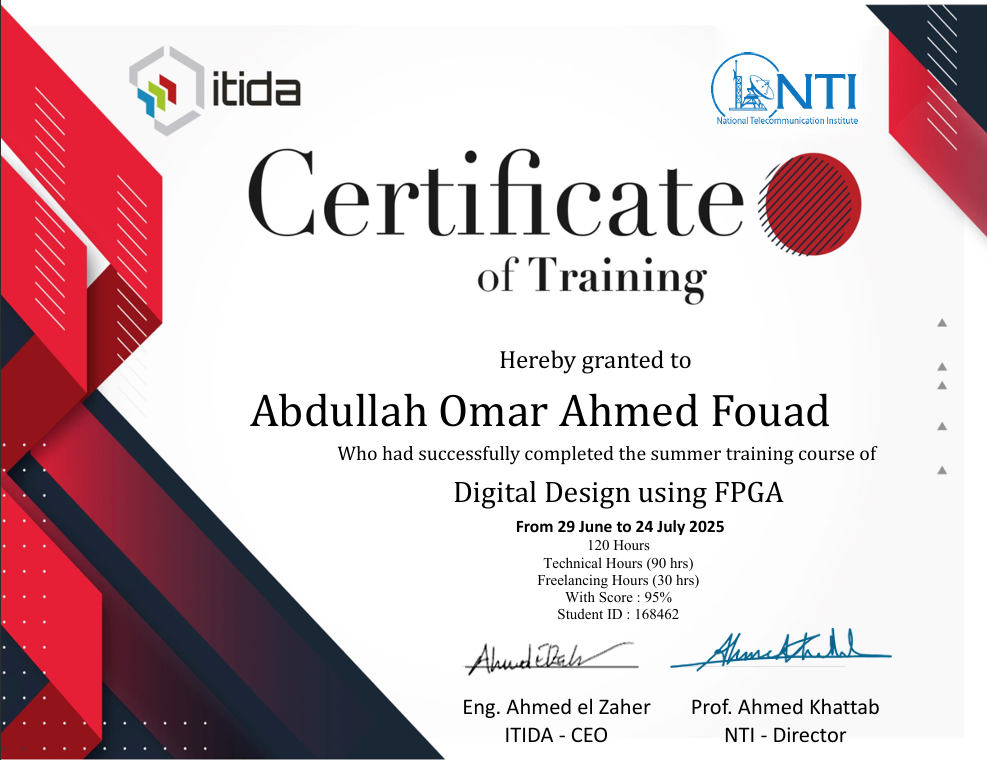 itida
NTI
National Telecommunication Institute
Certificate
of Training
Hereby granted to
Abdullah Omar Ahmed Fouad
Who had successfully completed the summer training course of
Digital Design using FPGA
From 29 June to 24 July 2025
120 Hours
Technical Hours (90 hrs)
Freelancing Hours (30 hrs)
With Score : 95%
Student ID : 168462
Eng. Ahmed el Zaher
ITIDA - CEO
Prof. Ahmed Khattab
NTI - Director